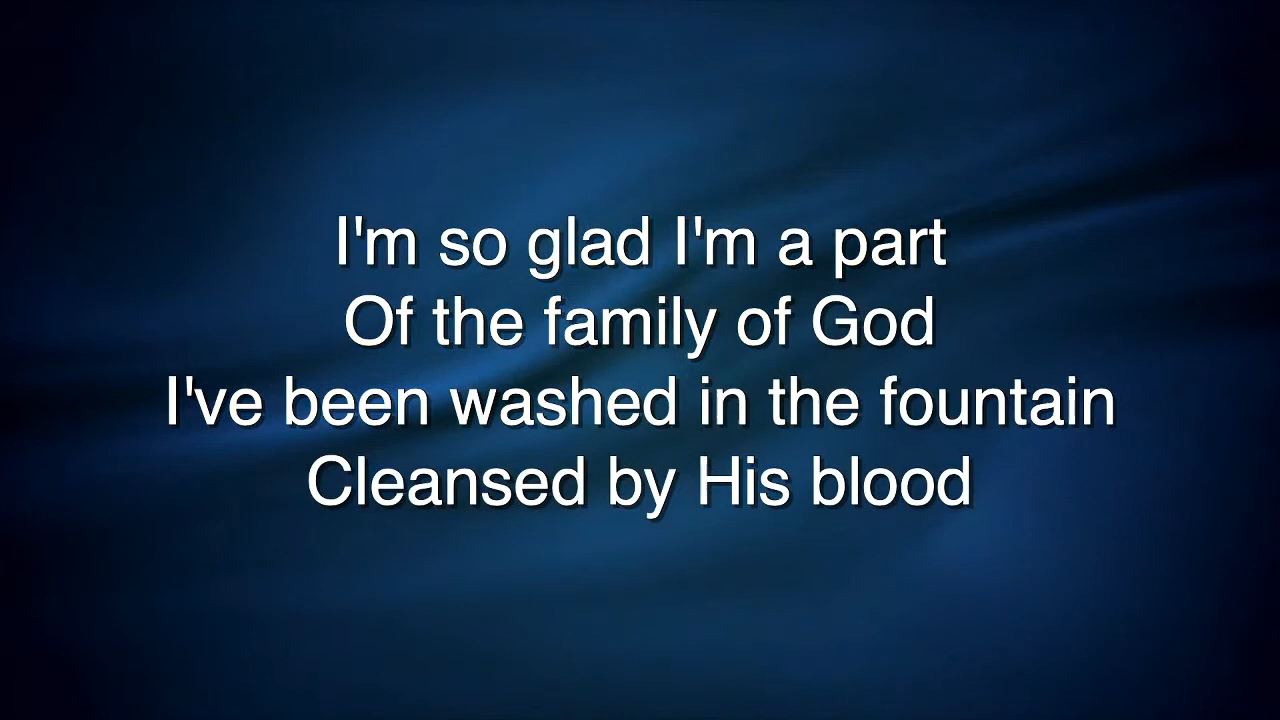 I'm so glad I'm a part
Of the family of God
I've been washed in the fountain
Cleansed by His blood